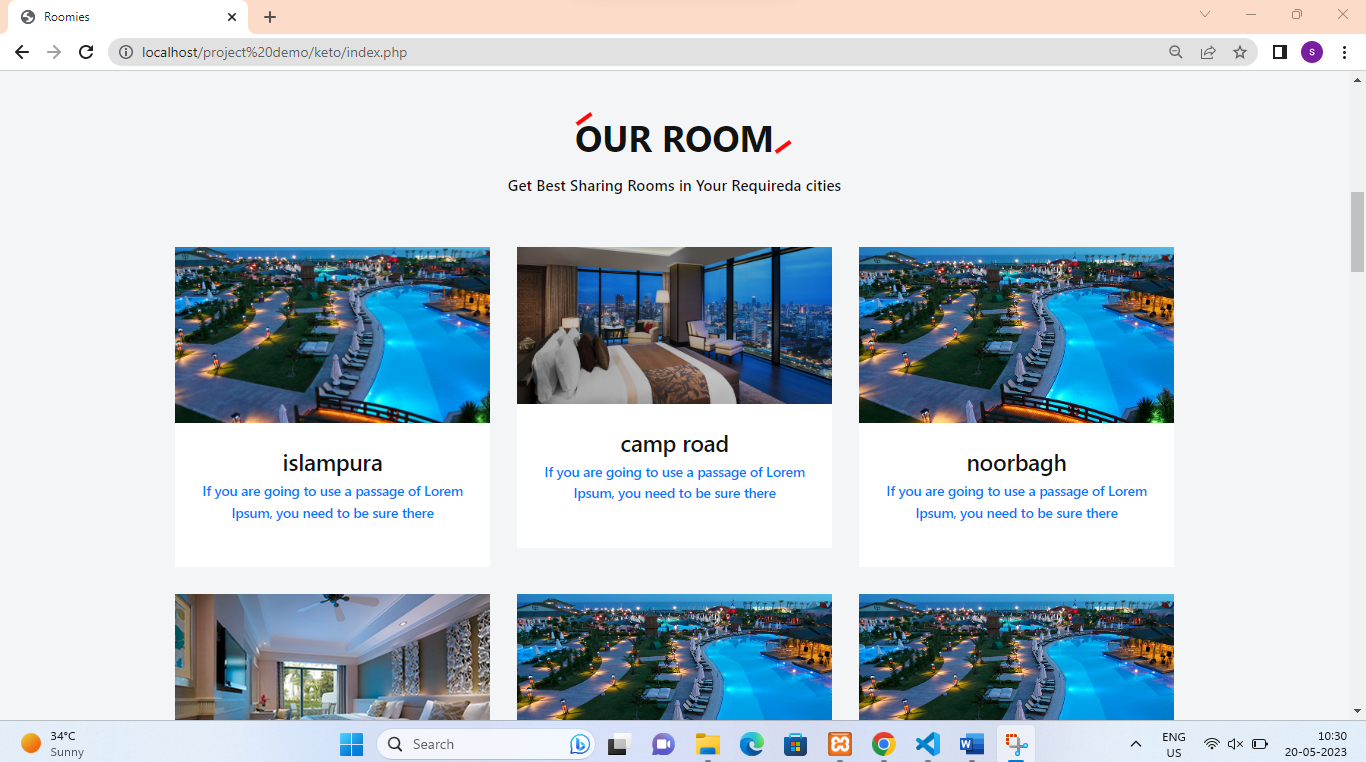 Roomies
localhost/project%20demo/keto/index.php
s
OUR ROOM
Get Best Sharing Rooms in Your Requireda cities
islampura
If you are going to use a passage of Lorem
Ipsum, you need to be sure there
camp road
If you are going to use a passage of Lorem
Ipsum, you need to be sure there
noorbagh
If you are going to use a passage of Lorem
Ipsum, you need to be sure there
34°C
Sunny
Search
ENG
US
10:30
20-05-2023